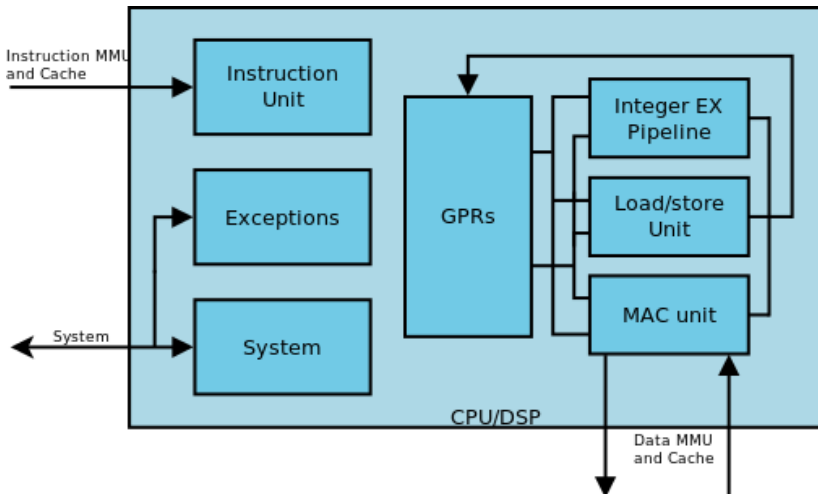 Instruction MMU
and Cache
Instruction
Unit
Exceptions
System
System
GPRs
Integer EX
Pipeline
Load/store
Unit
MAC unit
CPU/DSP
Data MMU
and Cache